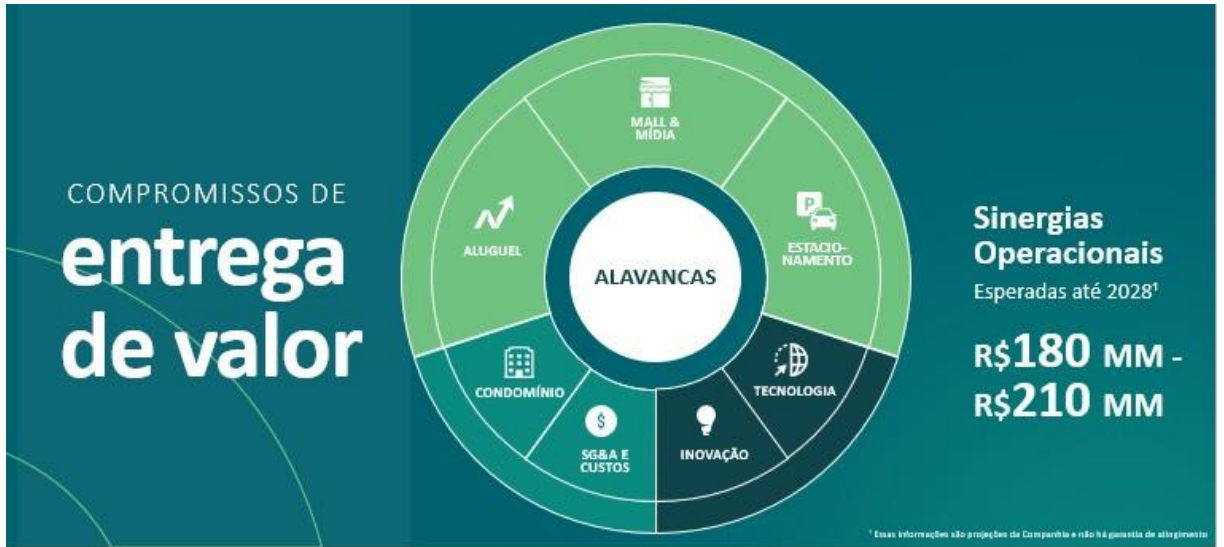 COMPROMISSOS DE
entrega
de valor
MALL &
MÍDIA
ALUGUEL
P
ESTACIO-
NAMENTO
ALAVANCAS
CONDOMÍNIO
$
SG&A E
CUSTOS
INOVAÇÃO
TECNOLOGIA
Sinergias
Operacionais
Esperadas até 2028¹
R$180 MM -
R$210 MM
¹ Essas informações são projeções da Companhia e não há garantia de atingimento